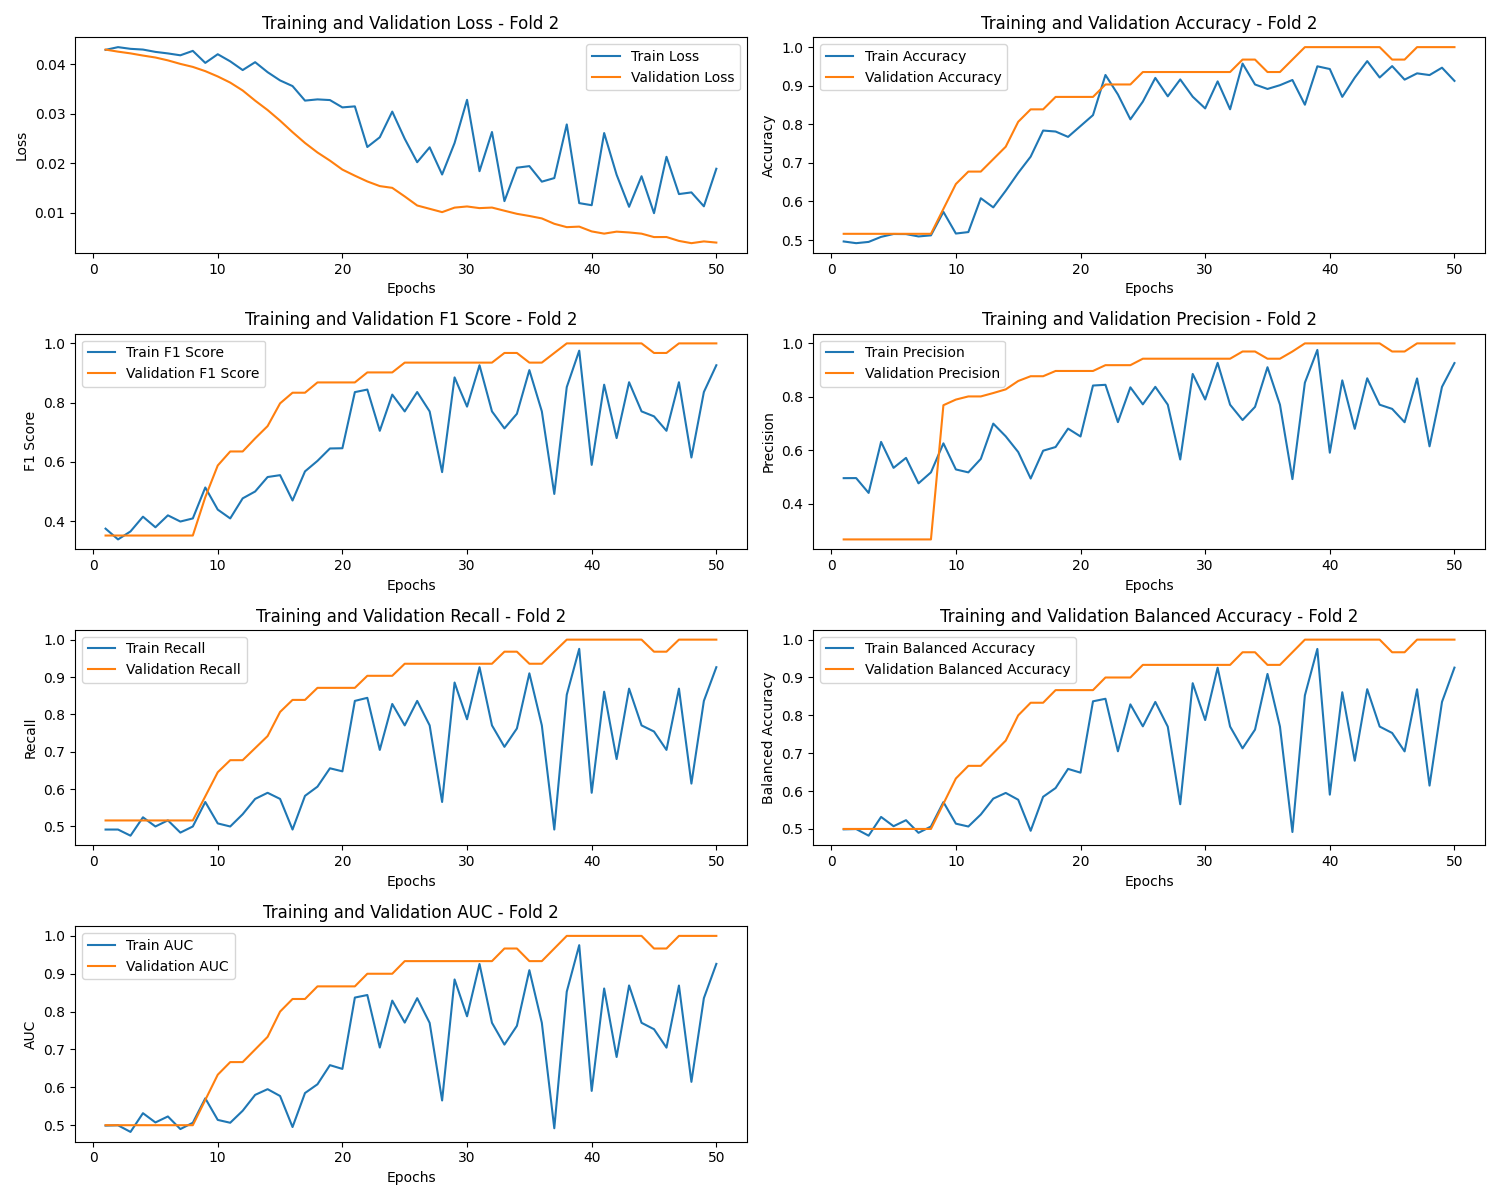 Training and Validation Loss - Fold 2
Loss
0.04
0.03
0.02
0.01
Train Loss
Validation Loss
0 10 20 30 40 50
Epochs
Training and Validation Accuracy - Fold 2
Accuracy
1.0
0.9
0.8
0.7
0.6
0.5
Train Accuracy
Validation Accuracy
0 10 20 30 40 50
Epochs
Training and Validation F1 Score - Fold 2
F1 Score
1.0
0.8
0.6
0.4
Train F1 Score
Validation F1 Score
0 10 20 30 40 50
Epochs
Training and Validation Precision - Fold 2
Precision
1.0
0.8
0.6
0.4
Train Precision
Validation Precision
0 10 20 30 40 50
Epochs
Training and Validation Recall - Fold 2
Recall
1.0
0.9
0.8
0.7
0.6
0.5
Train Recall
Validation Recall
0 10 20 30 40 50
Epochs
Training and Validation Balanced Accuracy - Fold 2
Balanced Accuracy
1.0
0.9
0.8
0.7
0.6
0.5
Train Balanced Accuracy
Validation Balanced Accuracy
0 10 20 30 40 50
Epochs
Training and Validation AUC - Fold 2
AUC
1.0
0.9
0.8
0.7
0.6
0.5
Train AUC
Validation AUC
0 10 20 30 40 50
Epochs